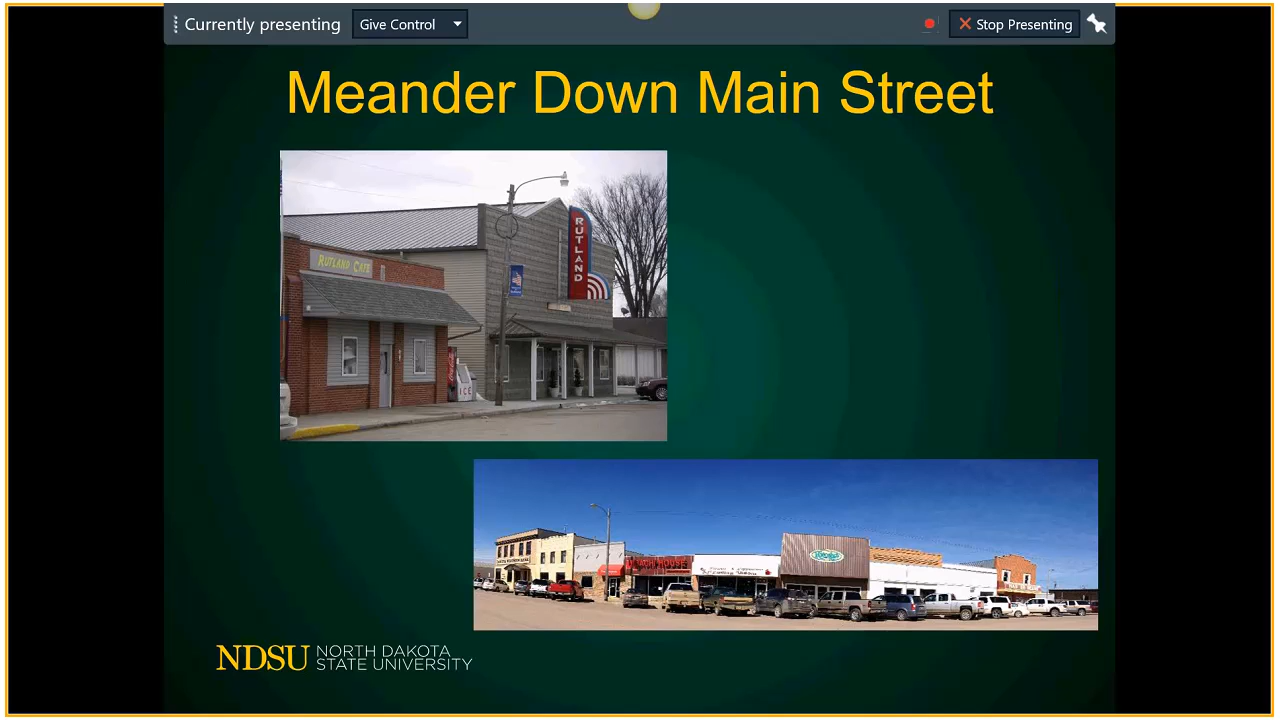 Currently presenting
Give Control
Stop Presenting
Meander Down Main Street
RUTLAND CAFE
RUTLAND
ICE
NDSU NORTH DAKOTA
STATE UNIVERSITY